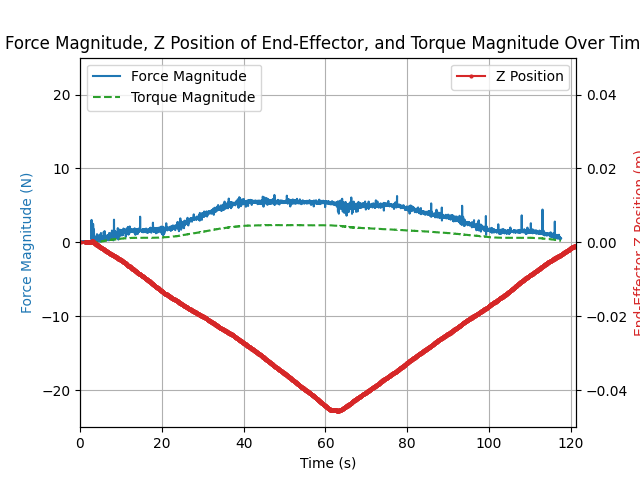 Force Magnitude, Z Position of End-Effector, and Torque Magnitude Over Tim
Force Magnitude
Torque Magnitude
Z Position
20
10
0
−10
−20
0.04
0.02
0.00
−0.02
−0.04
Force Magnitude (N)
End-Effector Z Position (m)
0
20
40
60
80
100
120
Time (s)